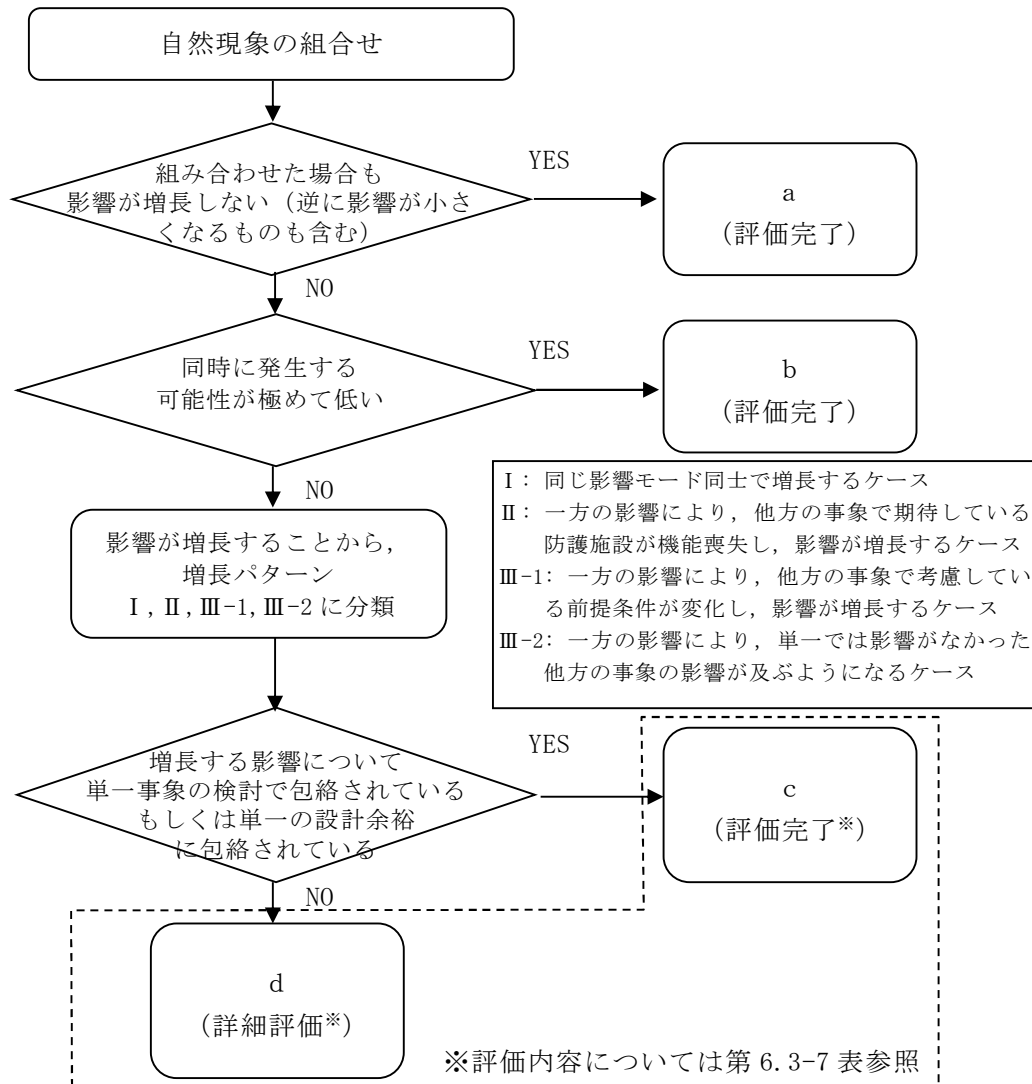 自然現象の組合せ
組み合わせた場合も
影響が増長しない（逆に影響が小さ
くなるものも含む）
YES
a
（評価完了）
NO
同時に発生する
可能性が極めて低い
YES
b
（評価完了）
NO
Ⅰ：同じ影響モード同士で増長するケース
Ⅱ：一方の影響により，他方の事象で期待している
防護施設が機能喪失し，影響が増長するケース
Ⅲ-1：一方の影響により，他方の事象で考慮してい
る前提条件が変化し，影響が増長するケース
Ⅲ-2：一方の影響により，単一では影響がなかった
他方の事象の影響が及ぶようになるケース
影響が増長することから，
増長パターン
Ⅰ，Ⅱ，Ⅲ-1，Ⅲ-2 に分類
増長する影響について
単一事象の検討で包絡されている
もしくは単一の設計余裕
に包絡されている
YES
c
（評価完了※）
NO
d
（詳細評価※）
※評価内容については第 6.3-7 表参照